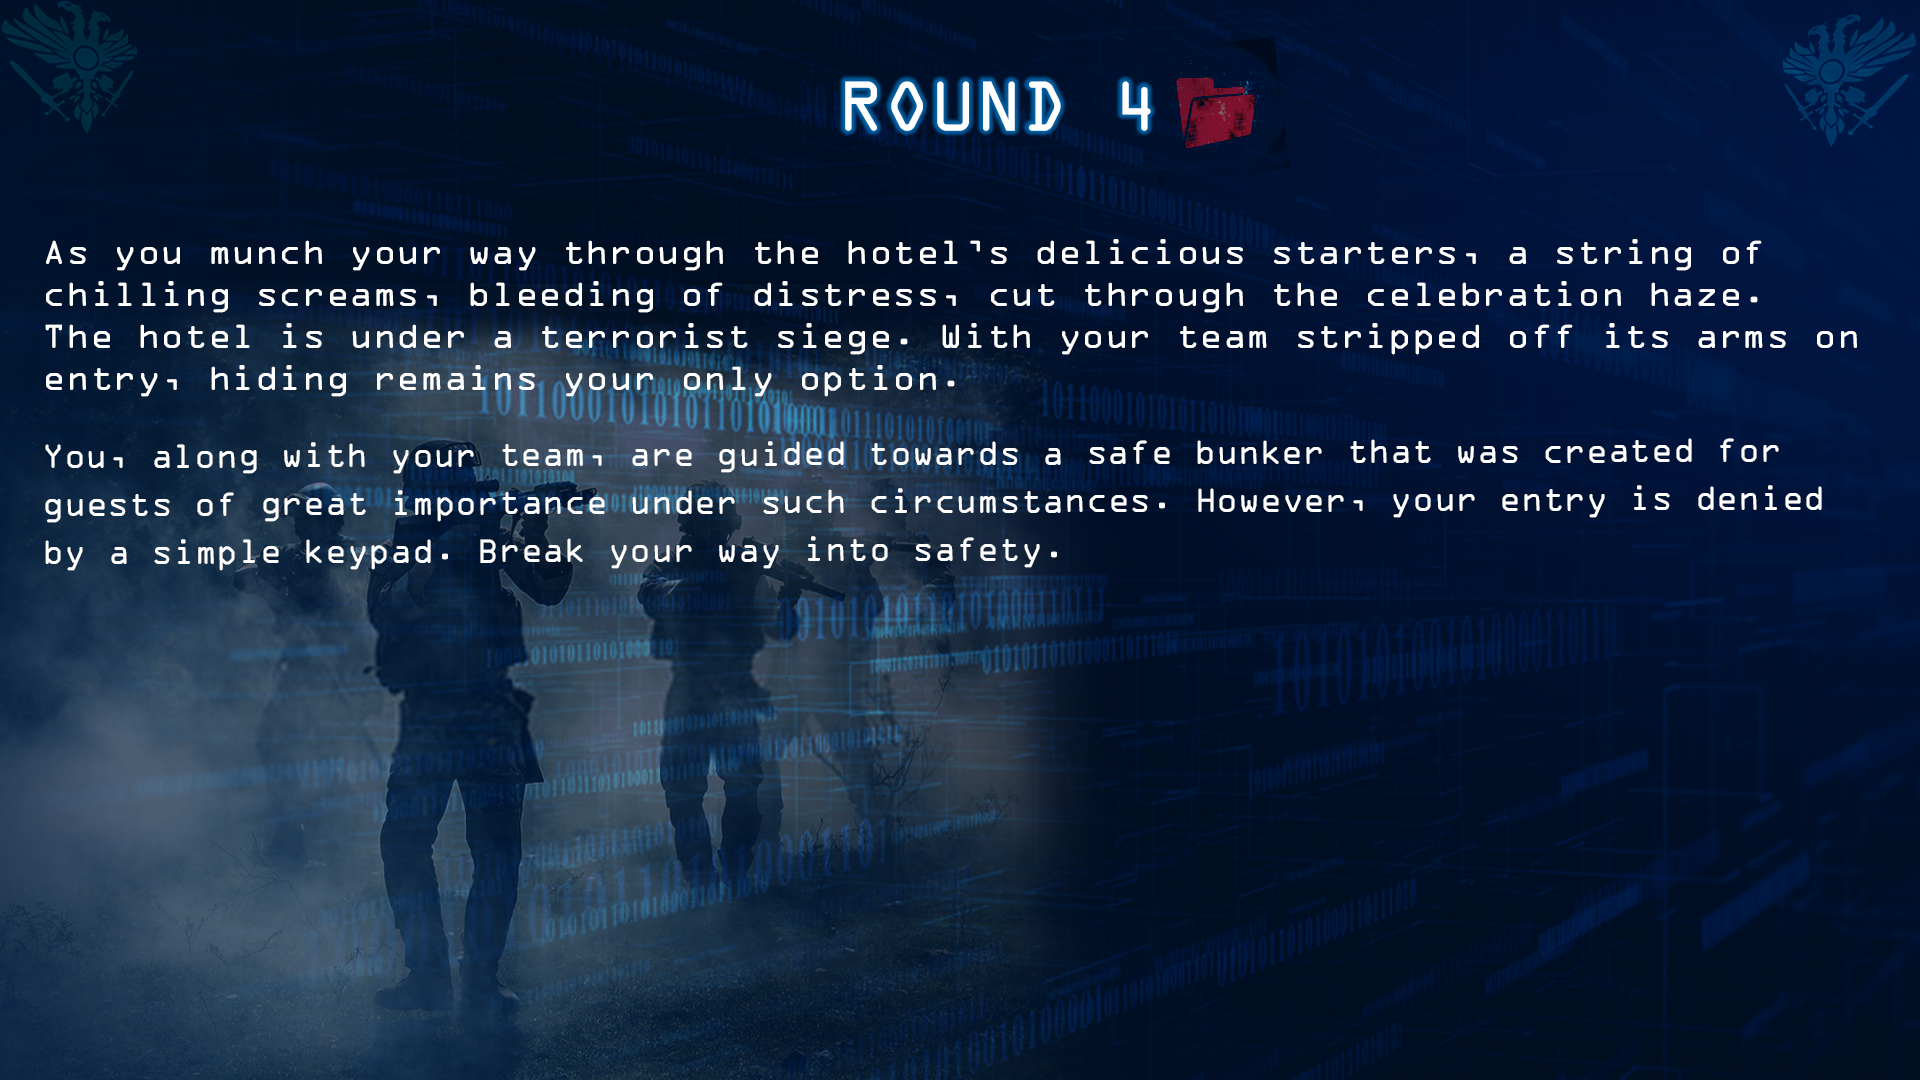 ROUND 4
As you munch your way through the hotel's delicious starters, a string of
chilling screams, bleeding of distress, cut through the celebration haze.
The hotel is under a terrorist siege. With your team stripped off its arms on
entry, hiding remains your only option.
You, along with your team, are guided towards a safe bunker that was created for
guests of great importance under such circumstances. However, your entry is denied
by a simple keypad. Break your way into safety.